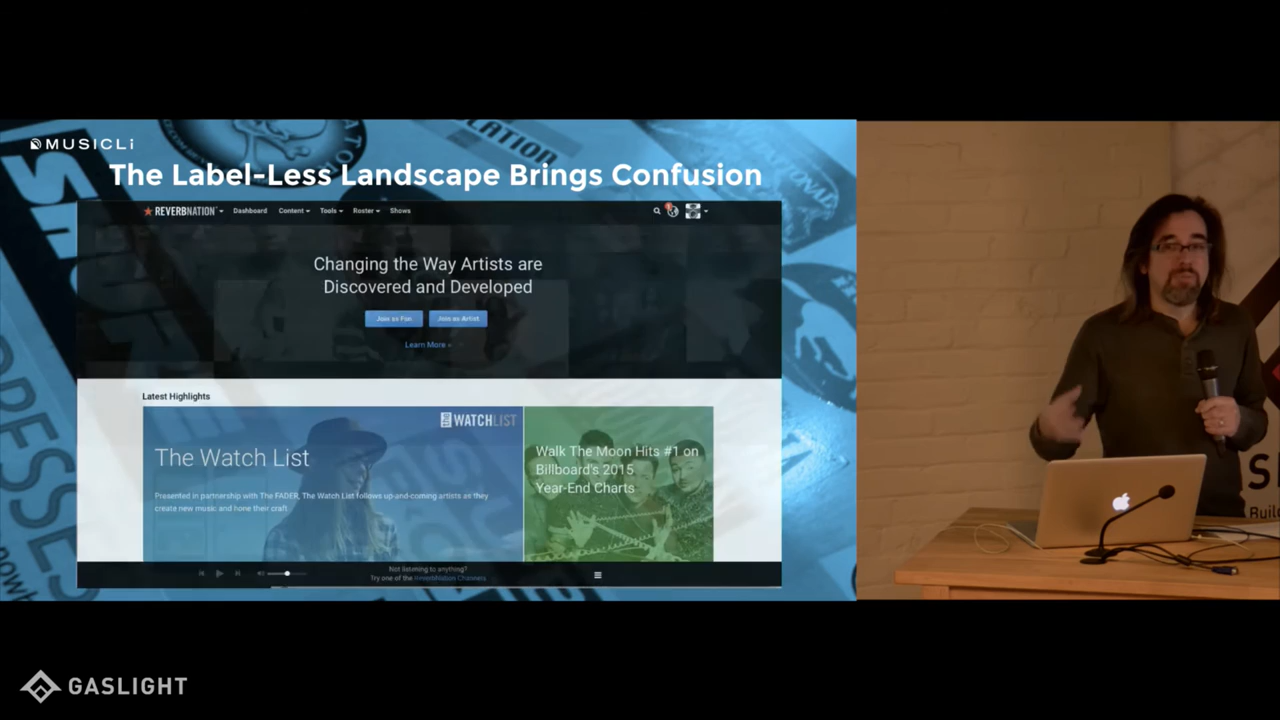 MUSICLi
The Label-Less Landscape Brings Confusion
REVERBNATION
Dashboard
Content
Tools
Roster
Shows
Changing the Way Artists are
Discovered and Developed
Join as Fan
Join as Artist
Learn More »
Latest Highlights
WATCHLIST
The Watch List
Presented in partnership with The FADER, The Watch List follows up-and-coming artists as they
create new music and hone their craft
Walk The Moon Hits #1 on
Billboard's 2015
Year-End Charts
Not listening to anything?
Try one of the ReverbNation Channels
GASLIGHT